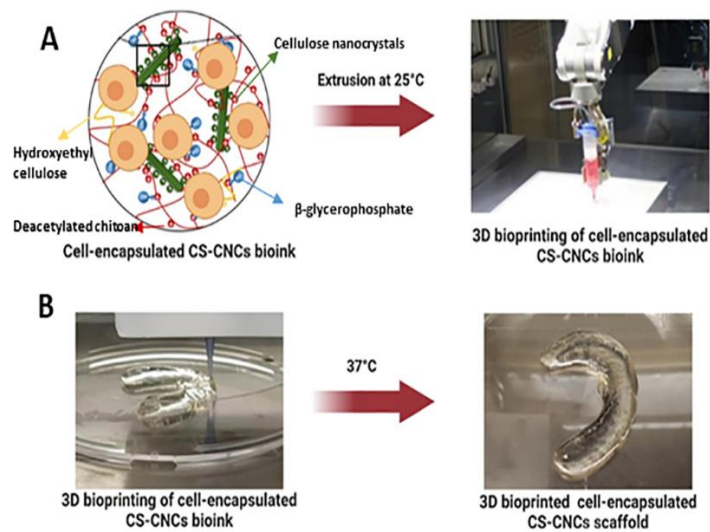 A
Cellulose nanocrystals
Extrusion at 25°C
Hydroxyethyl
cellulose
β-glycerophosphate
Deacetylated chitoan
Cell-encapsulated CS-CNCs bioink
3D bioprinting of cell-encapsulated
CS-CNCs bioink
B
37°C
3D bioprinting of cell-encapsulated
CS-CNCs bioink
3D bioprinted cell-encapsulated
CS-CNCs scaffold